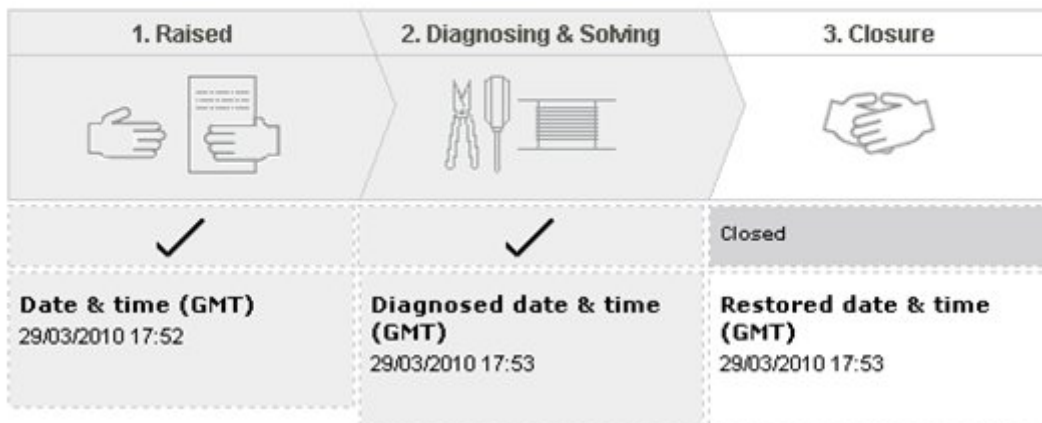 1. Raised
2. Diagnosing & Solving
3. Closure
Closed
Date & time (GMT)
29/03/2010 17:52
Diagnosed date & time
(GMT)
29/03/2010 17:53
Restored date & time
(GMT)
29/03/2010 17:53